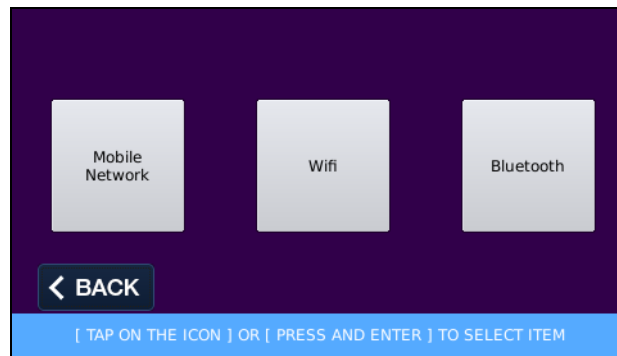 Mobile
Network
Wifi
Bluetooth
BACK
[ TAP ON THE ICON ] OR [ PRESS AND ENTER ] TO SELECT ITEM